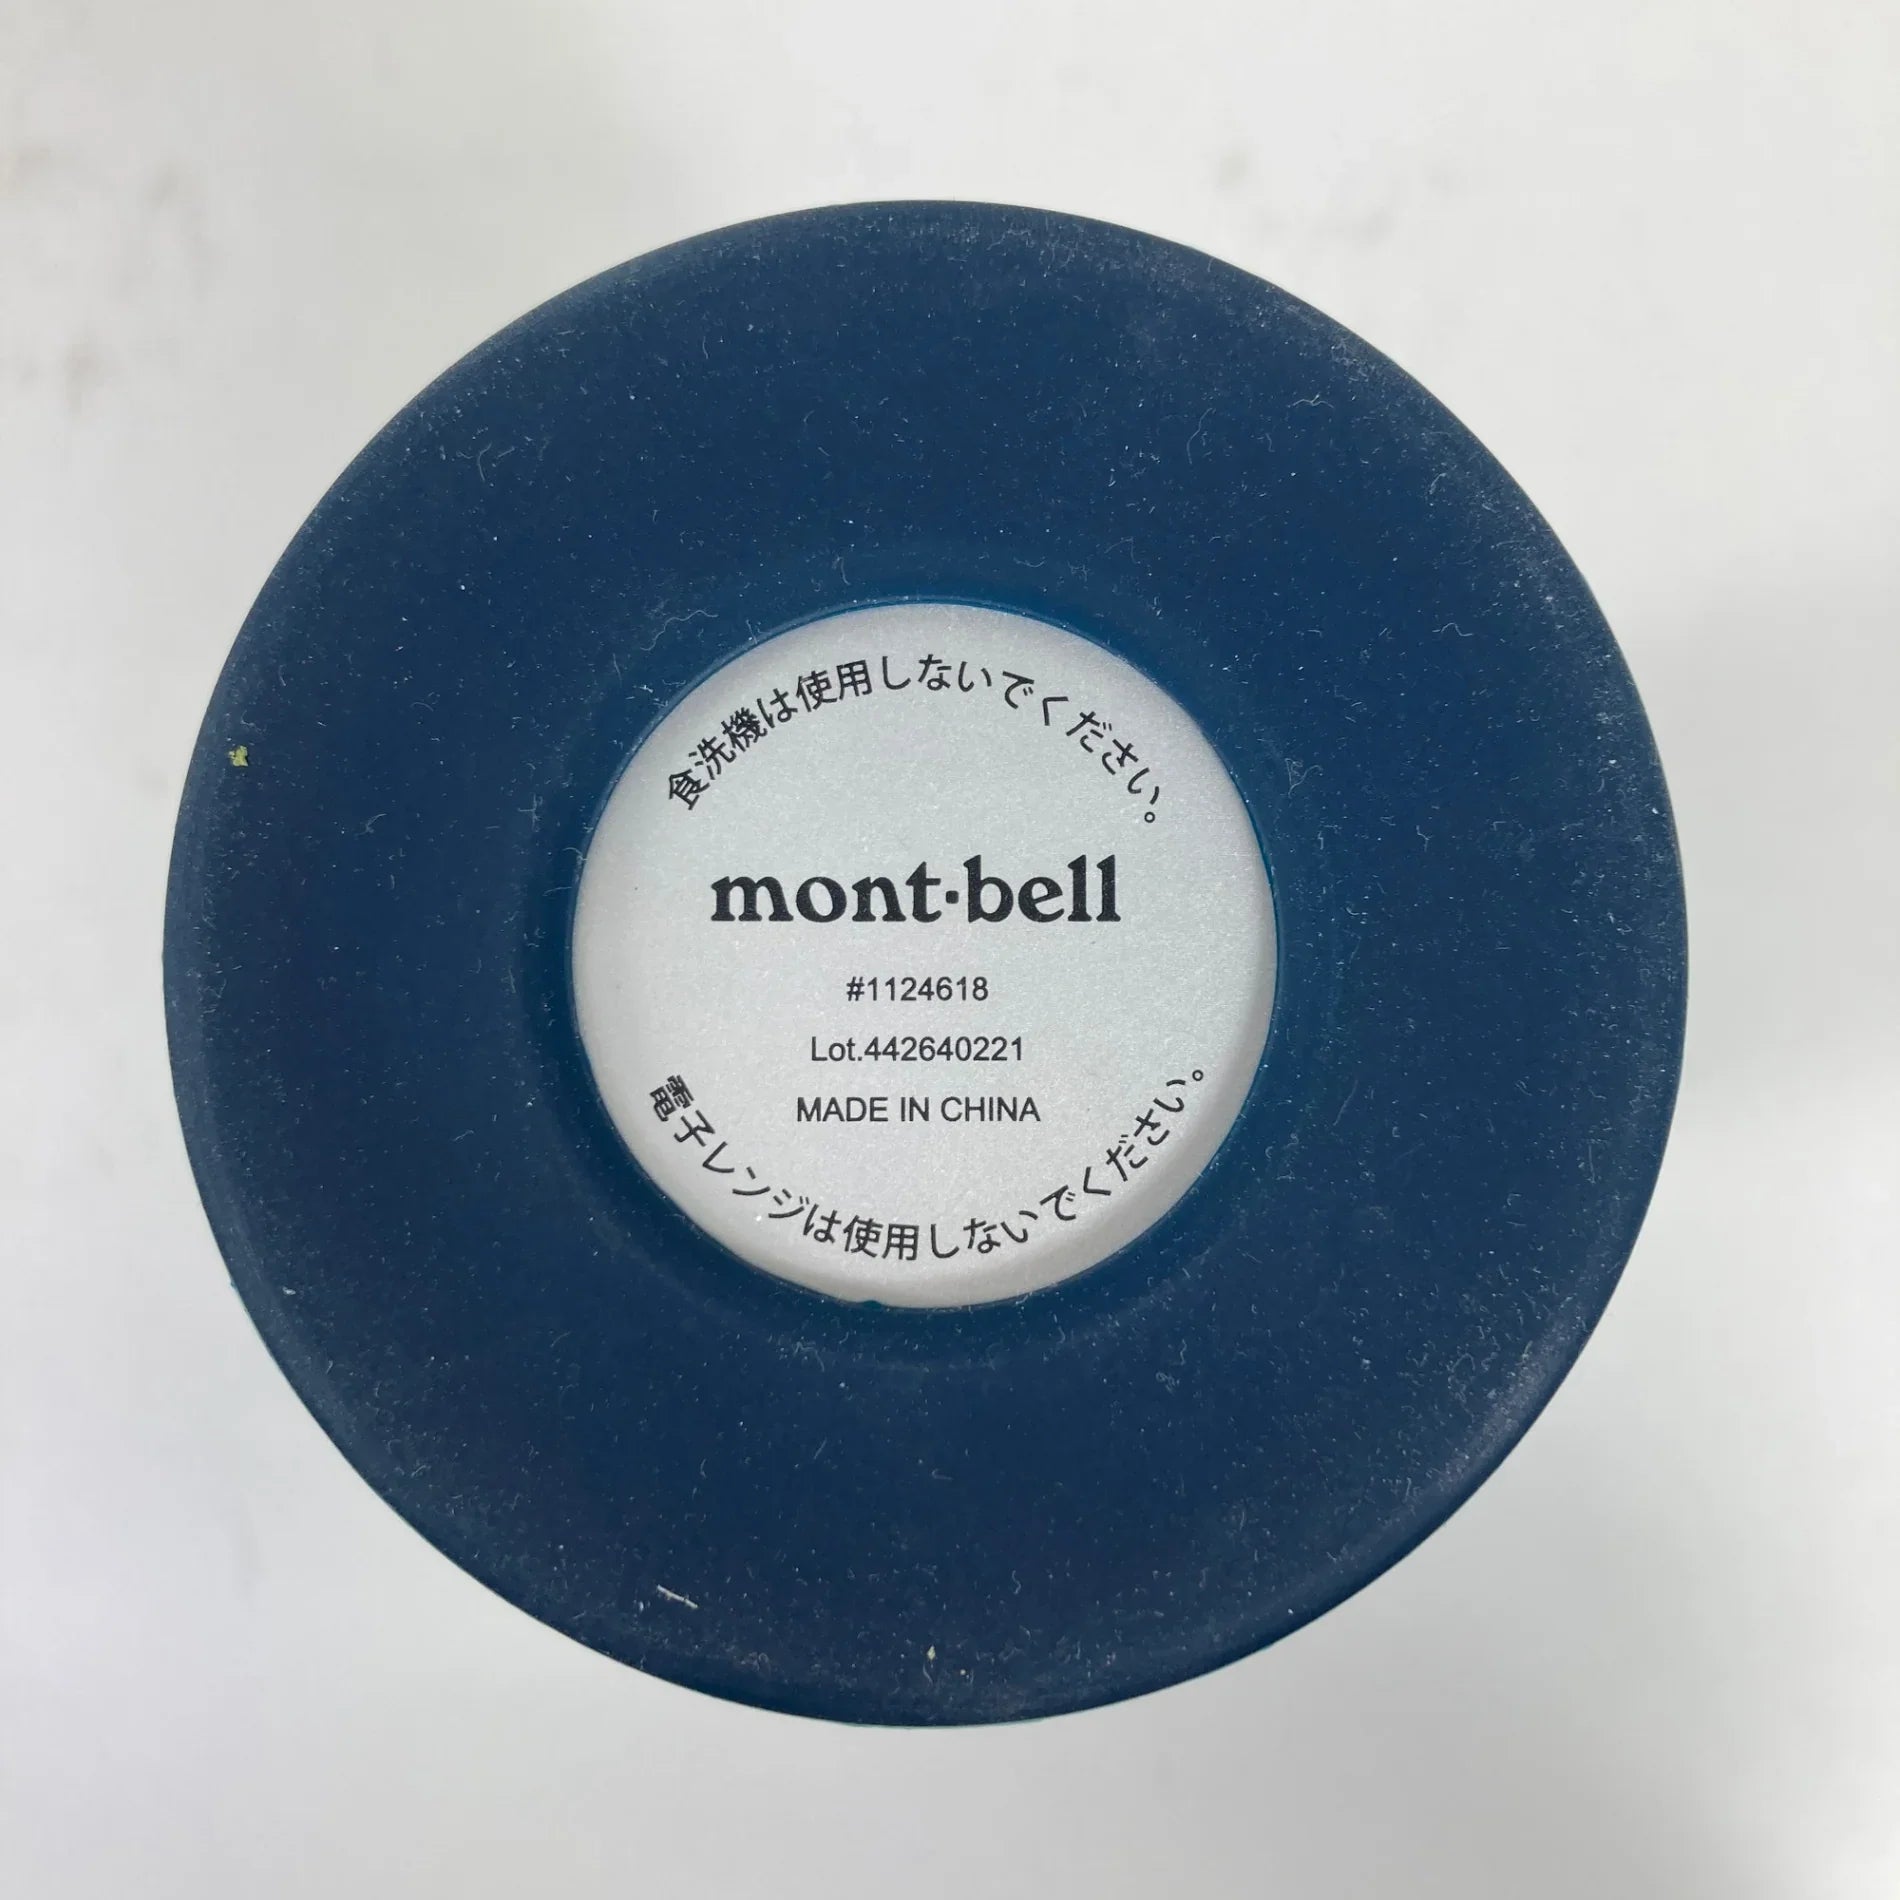 食洗機は使用しないでください。
mont·bell
#1124618
Lot.442640221
MADE IN CHINA
電子レンジは使用しないでください。